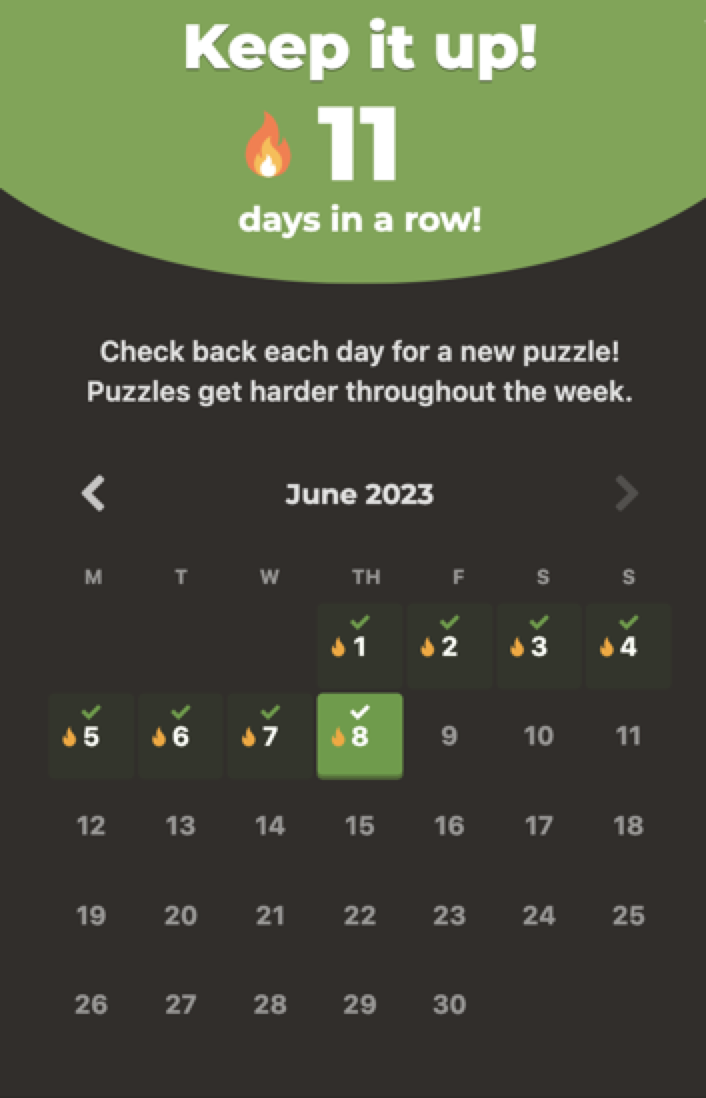 Keep it up!
11
days in a row!
Check back each day for a new puzzle!
Puzzles get harder throughout the week.
June 2023
M T W TH F S S
1 2 3 4
5 6 7 8 9 10 11
12 13 14 15 16 17 18
19 20 21 22 23 24 25
26 27 28 29 30